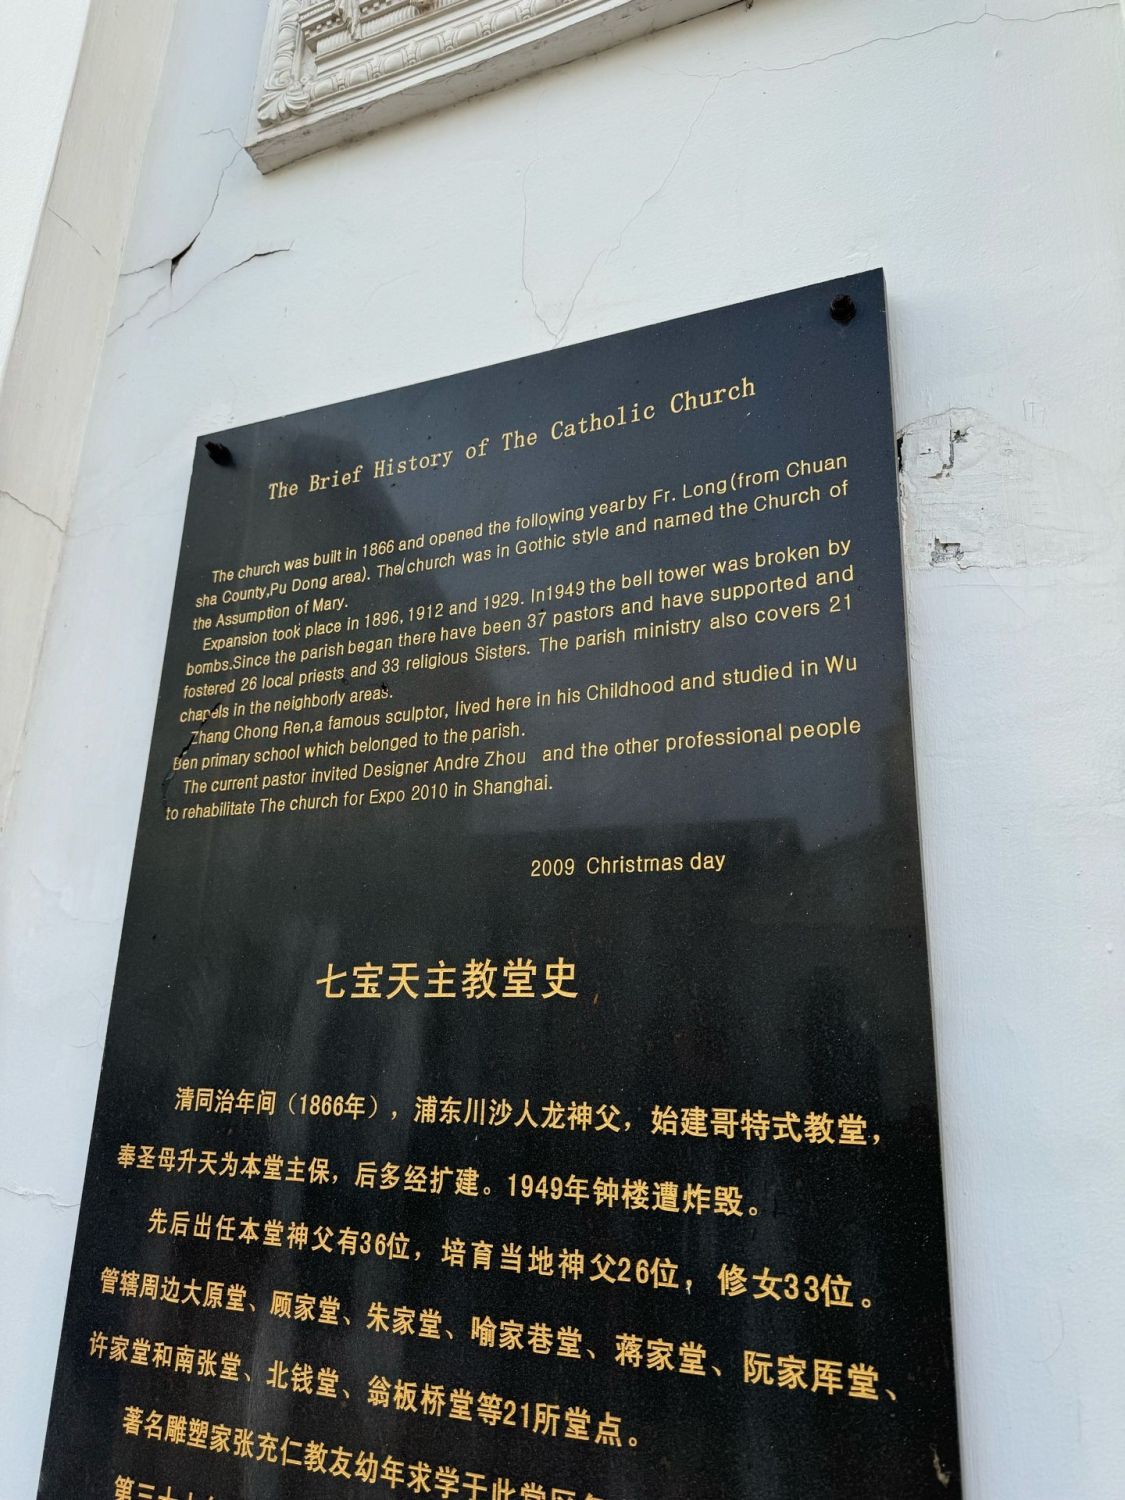 The Brief History of The Catholic Church
The church was built in 1866 and opened the following yearby Fr. Long(from Chuan
sha County,Pu Dong area). The church was in Gothic style and named the Church of
the Assumption of Mary.
Expansion took place in 1896, 1912 and 1929. In1949 the bell tower was broken by
bombs.Since the parish began there have been 37 pastors and have supported and
fostered 26 local priests and 33 religious Sisters. The parish ministry also covers 21
chapels in the neighborly areas.
Zhang Chong Ren,a famous sculptor, lived here in his Childhood and studied in Wu
Ben primary school which belonged to the parish.
The current pastor invited Designer Andre Zhou and the other professional people
to rehabilitate The church for Expo 2010 in Shanghai.
2009 Christmas day
七宝天主教堂史
清同治年间（1866年），浦东川沙人龙神父，始建哥特式教堂，
奉圣母升天为本堂主保，后多经扩建。1949年钟楼遭炸毁。
先后出任本堂神父有36位，培育当地神父26位，修女33位。
管辖周边大原堂、顾家堂、朱家堂、喻家巷堂、蒋家堂、阮家厍堂、
许家堂和南张堂、北钱堂、翁板桥堂等21所堂点。
著名雕塑家张充仁教友幼年求学于此堂区
第三十